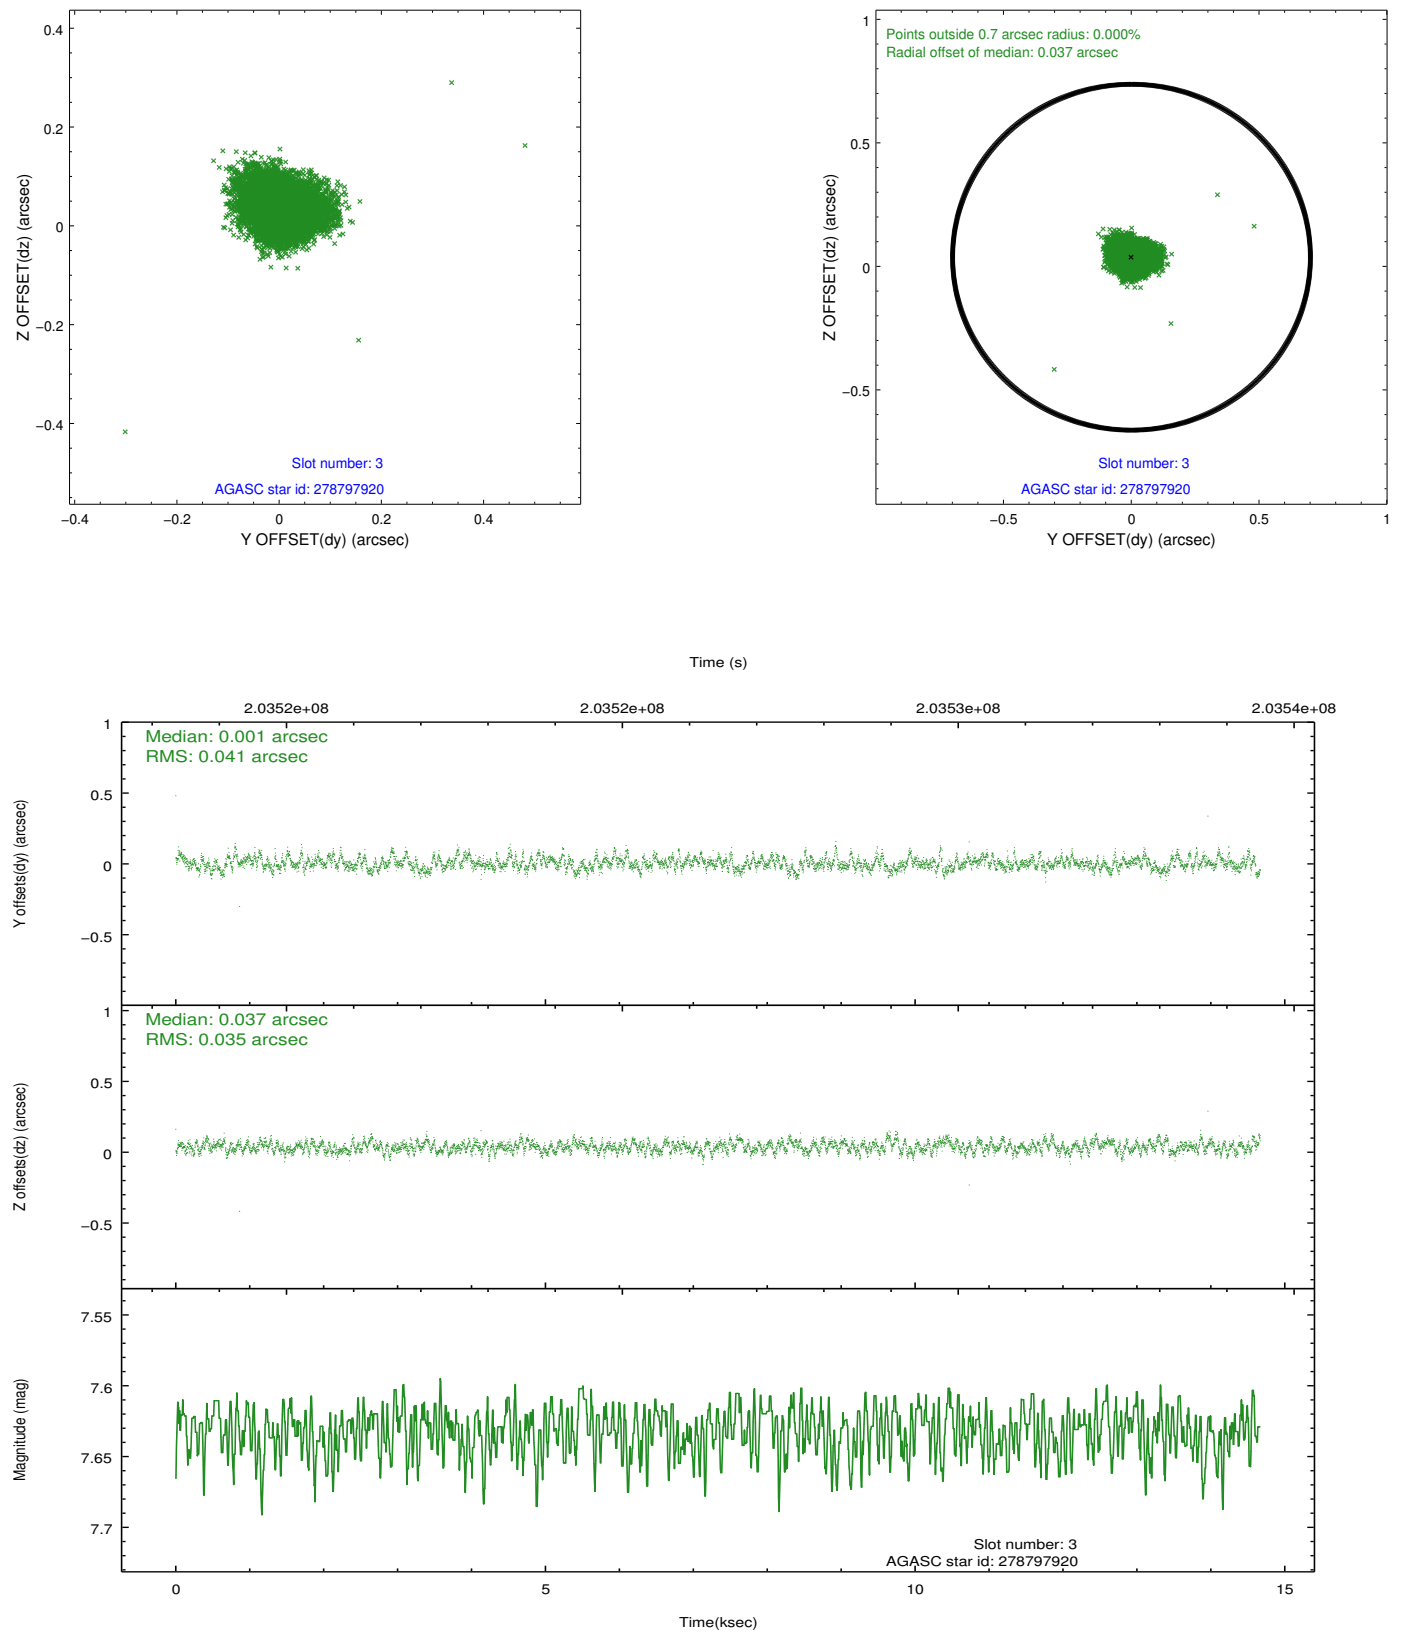 0.4
0.2
0
−0.2
−0.4
Z OFFSET(dz) (arcsec)
Slot number: 3
AGASC star id: 278797920
−0.4 −0.2 0 0.2 0.4
Y OFFSET(dy) (arcsec)
1
0.5
0
−0.5
Z OFFSET(dz) (arcsec)
Points outside 0.7 arcsec radius: 0.000%
Radial offset of median: 0.037 arcsec
Slot number: 3
AGASC star id: 278797920
−0.5 0 0.5 1
Y OFFSET(dy) (arcsec)
Time (s)
2.0352e+08 2.0352e+08 2.0353e+08 2.0354e+08
1
0.5
0
−0.5
Y offsets(dy) (arcsec)
Median: 0.001 arcsec
RMS: 0.041 arcsec
1
0.5
0
−0.5
Z offsets(dz) (arcsec)
Median: 0.037 arcsec
RMS: 0.035 arcsec
7.55
7.6
7.65
7.7
Magnitude (mag)
Slot number: 3
AGASC star id: 278797920
0 5 10 15
Time(ksec)